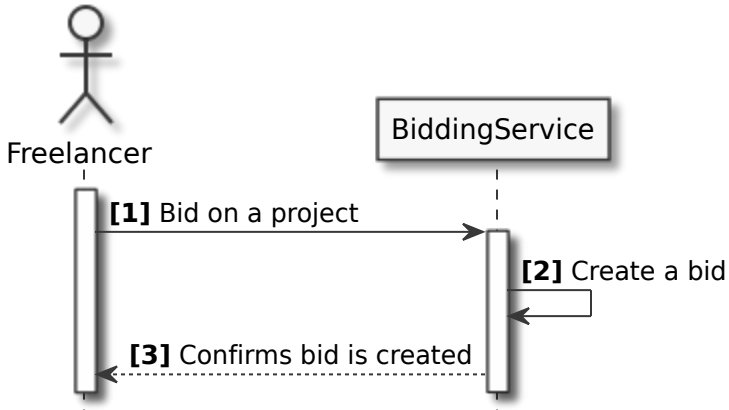 Freelancer
BiddingService
[1] Bid on a project
[2] Create a bid
[3] Confirms bid is created